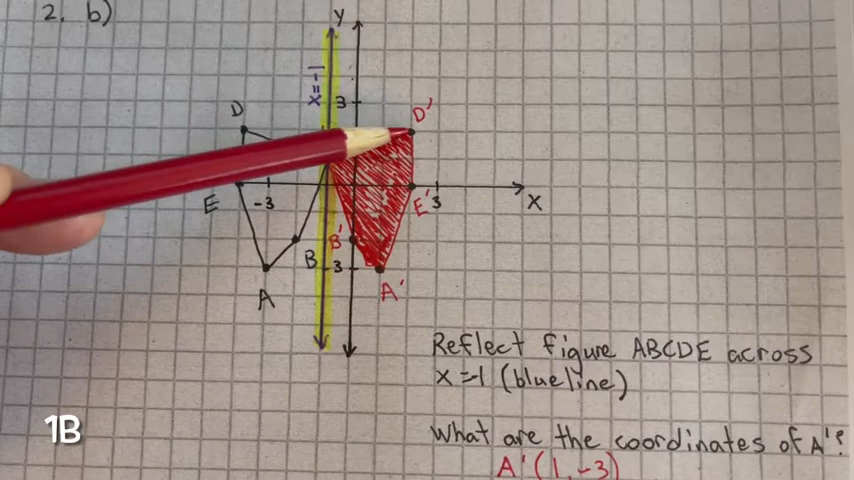 2. b)
Y
x=-1
3
D
D'
E
-3
E'
3
X
B'
B
-3
A
A'
Reflect figure ABCDE across
x=-1 (blue line)
What are the coordinates of A'?
A'(1,-3)
1B